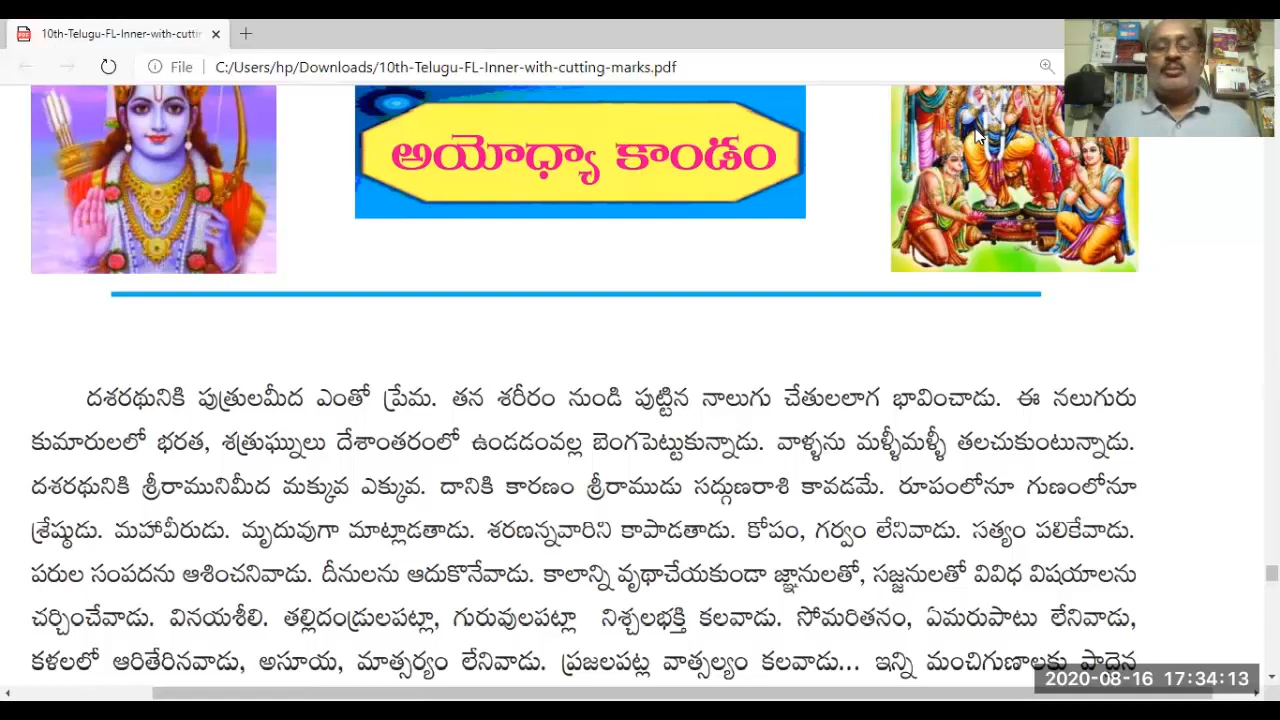 10th-Telugu-FL-Inner-with-cuttin
File
C:/Users/hp/Downloads/10th-Telugu-FL-Inner-with-cutting-marks.pdf
అయోధ్యా కాండం
దశరథునికి పుత్రులమీద ఎంతో ప్రేమ. తన శరీరం నుండి పుట్టిన నాలుగు చేతులలాగ భావించాడు. ఈ నలుగురు
కుమారులలో భరత, శత్రుఘ్నులు దేశాంతరంలో ఉండడంవల్ల బెంగపెట్టుకున్నాడు. వాళ్ళను మళ్ళీమళ్ళీ తలచుకుంటున్నాడు.
దశరథునికి శ్రీరామునిమీద మక్కువ ఎక్కువ. దానికి కారణం శ్రీరాముడు సద్గుణరాశి కావడమే. రూపంలోనూ గుణంలోనూ
శ్రేష్ఠుడు. మహావీరుడు. మృదువుగా మాట్లాడతాడు. శరణన్నవారిని కాపాడతాడు. కోపం, గర్వం లేనివాడు. సత్యం పలికేవాడు.
పరుల సంపదను ఆశించనివాడు. దీనులను ఆదుకొనేవాడు. కాలాన్ని వృథాచేయకుండా జ్ఞానులతో, సజ్జనులతో వివిధ విషయాలను
చర్చించేవాడు. వినయశీలి. తల్లిదండ్రులపట్లా, గురువులపట్లా నిశ్చలభక్తి కలవాడు. సోమరితనం, ఏమరుపాటు లేనివాడు,
కళలలో ఆరితేరినవాడు, అసూయ, మాత్సర్యం లేనివాడు. ప్రజలపట్ల వాత్సల్యం కలవాడు... ఇన్ని మంచిగుణాలకు పాదెన
2020-08-16 17:34:13